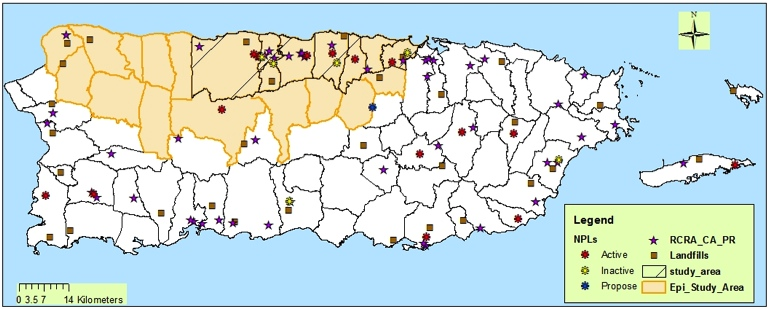 N
Legend
NPLs
Active
Inactive
Propose
RCRA_CA_PR
Landfills
study_area
Epi_Study_Area
0 3.5 7 14 Kilometers